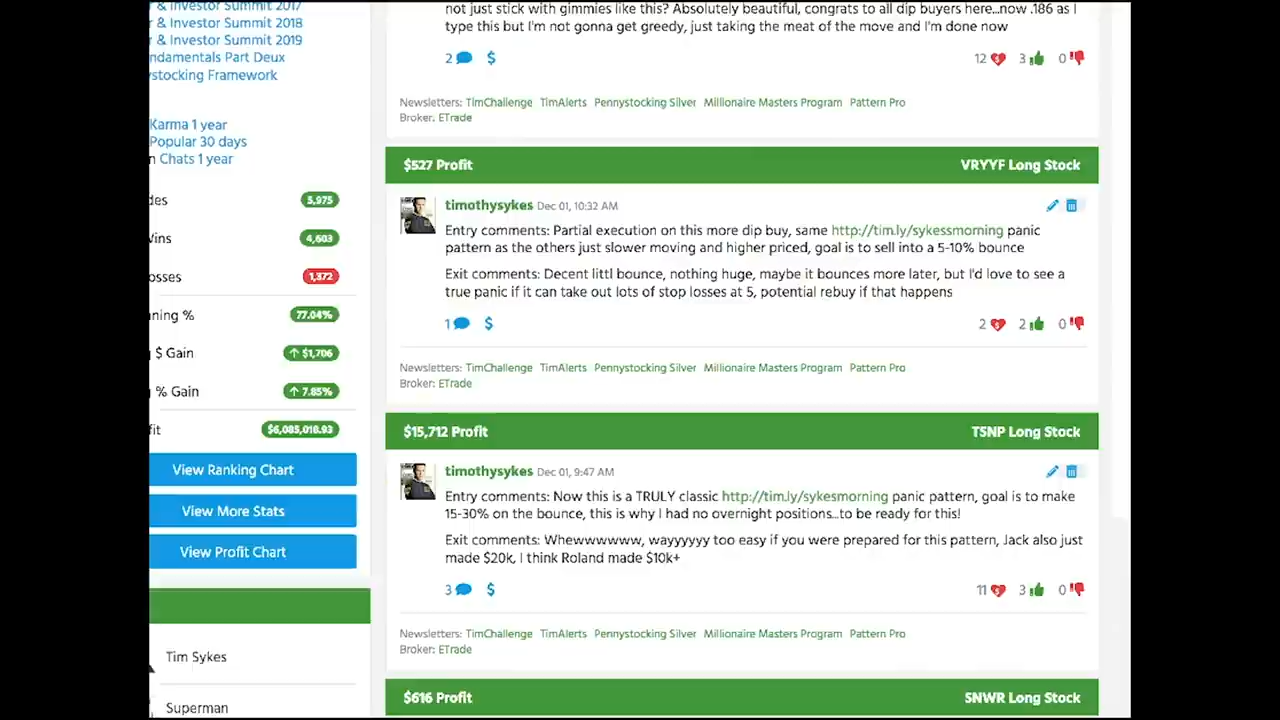 r & Investor Summit 2017
r & Investor Summit 2018
r & Investor Summit 2019
ndamentals Part Deux
ystocking Framework
Karma 1 year
Popular 30 days
n Chats 1 year
des 5,975
Wins 4,603
osses 1,372
ning % 77.04%
g $ Gain $1,706
g % Gain 7.85%
fit $6,085,018.93
View Ranking Chart
View More Stats
View Profit Chart
Tim Sykes
Superman
not just stick with gimmies like this? Absolutely beautiful, congrats to all dip buyers here...now .186 as I
type this but I'm not gonna get greedy, just taking the meat of the move and I'm done now
2 $ 12 3 0
Newsletters: TimChallenge TimAlerts Pennystocking Silver Millionaire Masters Program Pattern Pro
Broker: ETrade
$527 Profit VRYYF Long Stock
timothysykes Dec 01, 10:32 AM
Entry comments: Partial execution on this more dip buy, same http://tim.ly/sykessmorning panic
pattern as the others just slower moving and higher priced, goal is to sell into a 5-10% bounce
Exit comments: Decent littl bounce, nothing huge, maybe it bounces more later, but I'd love to see a
true panic if it can take out lots of stop losses at 5, potential rebuy if that happens
1 $ 2 2 0
Newsletters: TimChallenge TimAlerts Pennystocking Silver Millionaire Masters Program Pattern Pro
Broker: ETrade
$15,712 Profit TSNP Long Stock
timothysykes Dec 01, 9:47 AM
Entry comments: Now this is a TRULY classic http://tim.ly/sykesmorning panic pattern, goal is to make
15-30% on the bounce, this is why I had no overnight positions...to be ready for this!
Exit comments: Whewwwwwww, wayyyyyy too easy if you were prepared for this pattern, Jack also just
made $20k, I think Roland made $10k+
3 $ 11 3 0
Newsletters: TimChallenge TimAlerts Pennystocking Silver Millionaire Masters Program Pattern Pro
Broker: ETrade
$616 Profit SNWR Long Stock